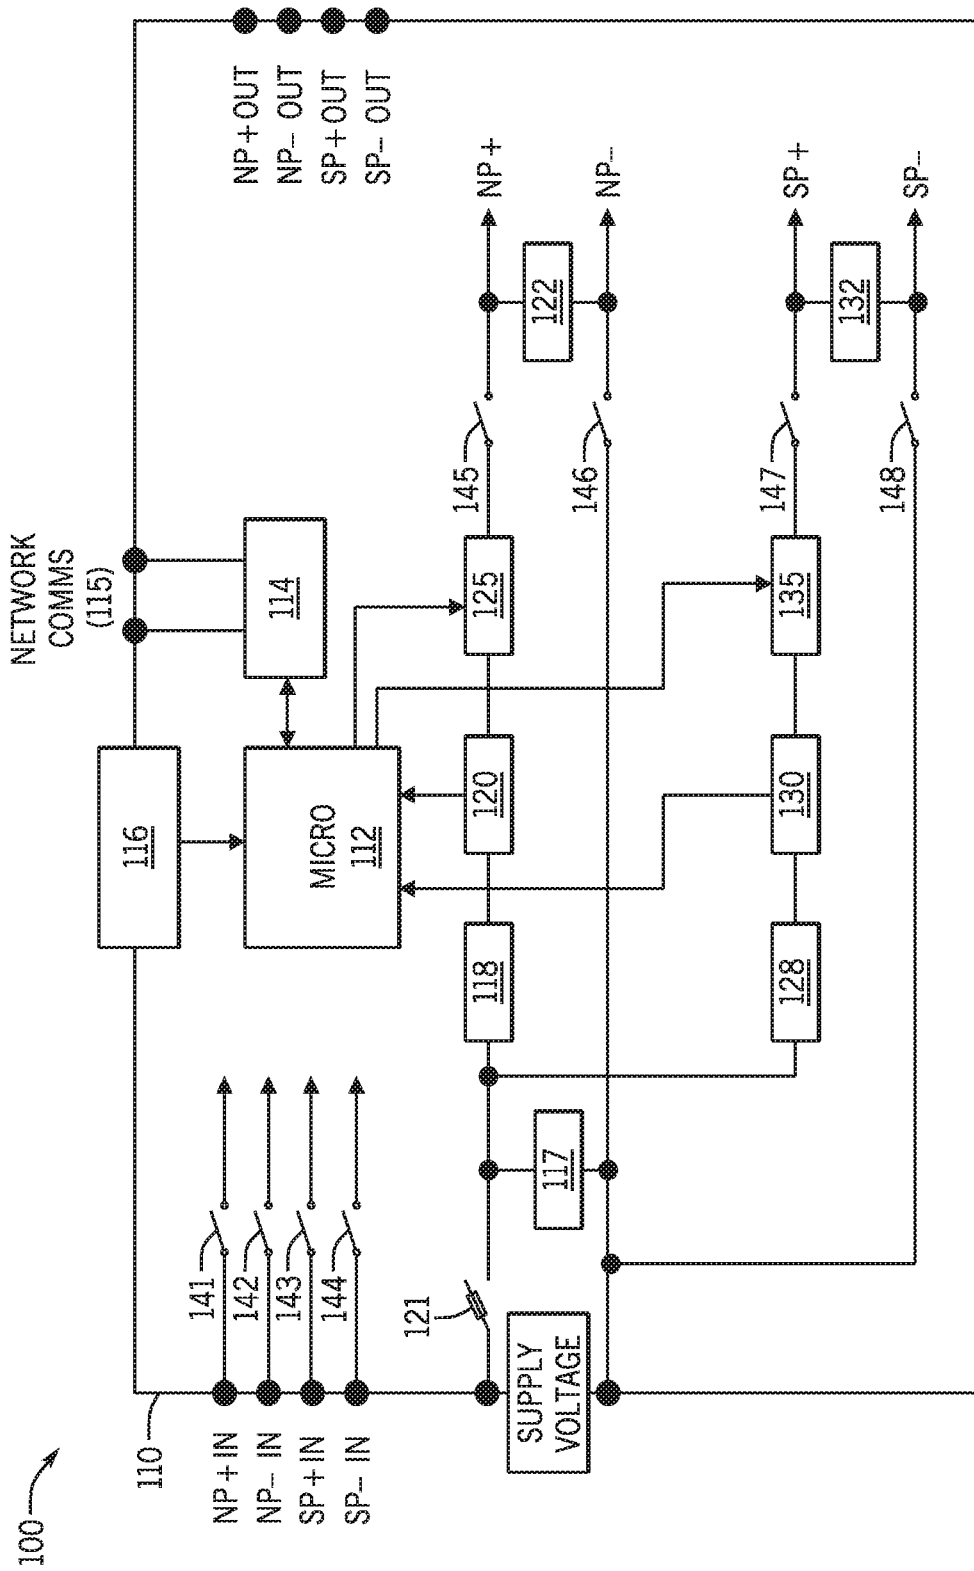 100
110
NETWORK
COMMS
(115)
116
114
MICRO
112
NP+ IN
NP– IN
SP+ IN
SP– IN
141
142
143
144
NP+ OUT
NP– OUT
SP+ OUT
SP– OUT
121
SUPPLY
VOLTAGE
117
118
120
125
145
122
NP+
146
NP–
128
130
135
147
132
SP+
148
SP–